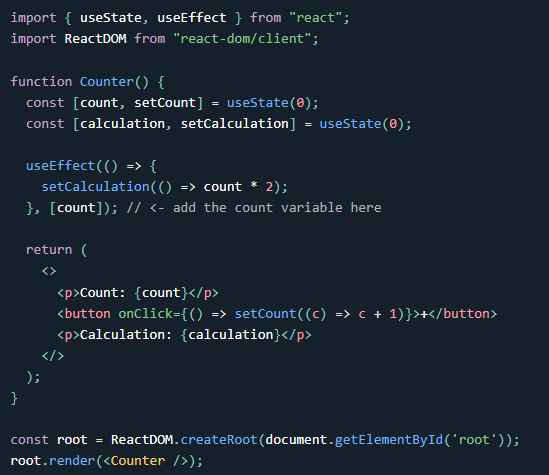 import { useState, useEffect } from "react";
import ReactDOM from "react-dom/client";

function Counter() {
  const [count, setCount] = useState(0);
  const [calculation, setCalculation] = useState(0);

  useEffect(() => {
    setCalculation(() => count * 2);
  }, [count]); // <- add the count variable here

  return (
    <>
      <p>Count: {count}</p>
      <button onClick={() => setCount((c) => c + 1)}>+</button>
      <p>Calculation: {calculation}</p>
    </>
  );
}

const root = ReactDOM.createRoot(document.getElementById('root'));
root.render(<Counter />);